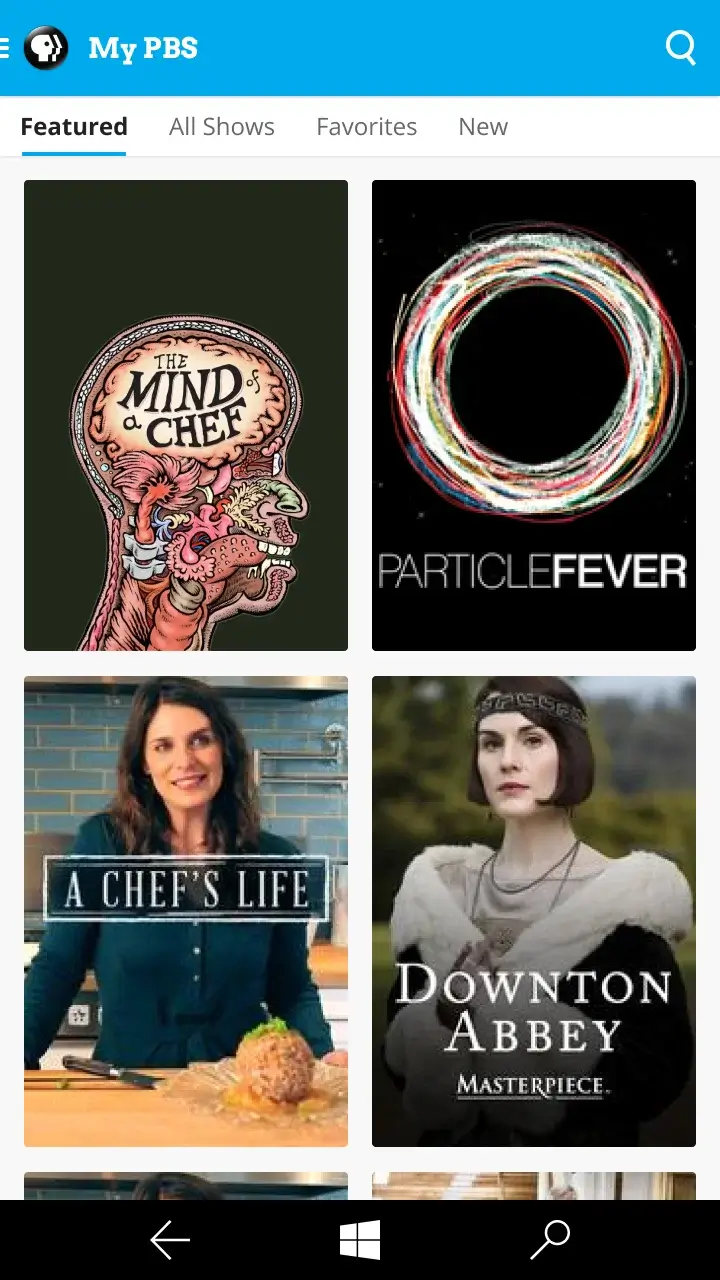 My PBS
Featured All Shows Favorites New
THE
MIND of
a CHEF
PARTICLEFEVER
A CHEF'S LIFE
DOWNTON
ABBEY
MASTERPIECE